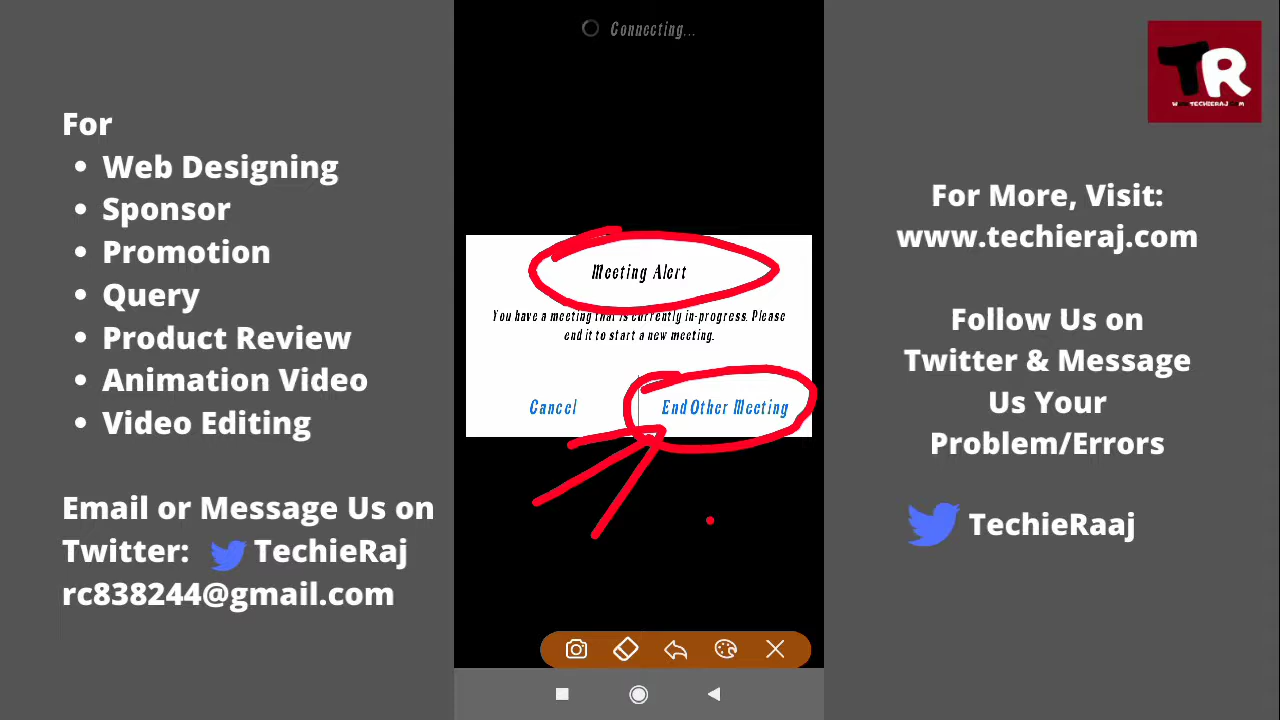 For
• Web Designing
• Sponsor
• Promotion
• Query
• Product Review
• Animation Video
• Video Editing
Email or Message Us on
Twitter: TechieRaj
rc838244@gmail.com
Connecting...
Meeting Alert
You have a meeting that is currently in-progress. Please
end it to start a new meeting.
Cancel
End Other Meeting
TR
WWW.TECHIERAJ.COM
For More, Visit:
www.techieraj.com
Follow Us on
Twitter & Message
Us Your
Problem/Errors
TechieRaaj